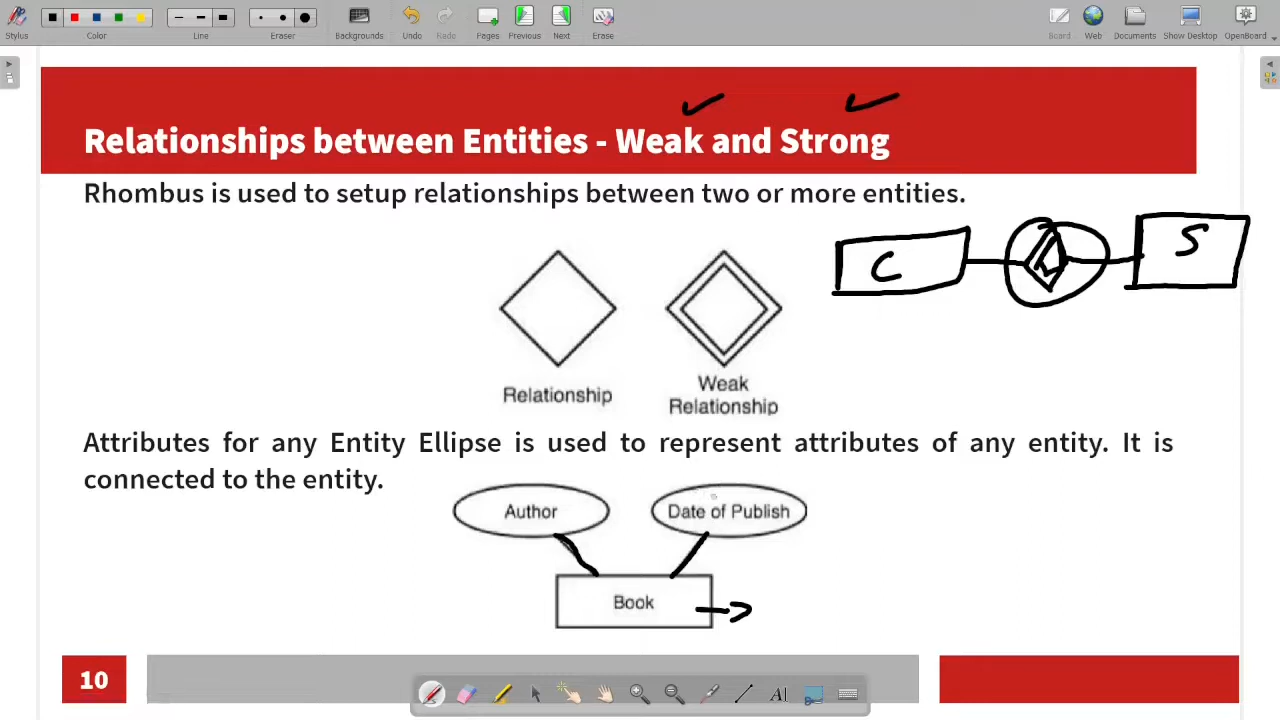 Stylus
Color
Line
Eraser
Backgrounds
Undo
Redo
Pages
Previous
Next
Erase
Board
Web
Documents
Show Desktop
OpenBoard
Relationships between Entities - Weak and Strong
Rhombus is used to setup relationships between two or more entities.
C
S
Relationship
Weak
Relationship
Attributes for any Entity Ellipse is used to represent attributes of any entity. It is
connected to the entity.
Author
Date of Publish
Book
10
AI